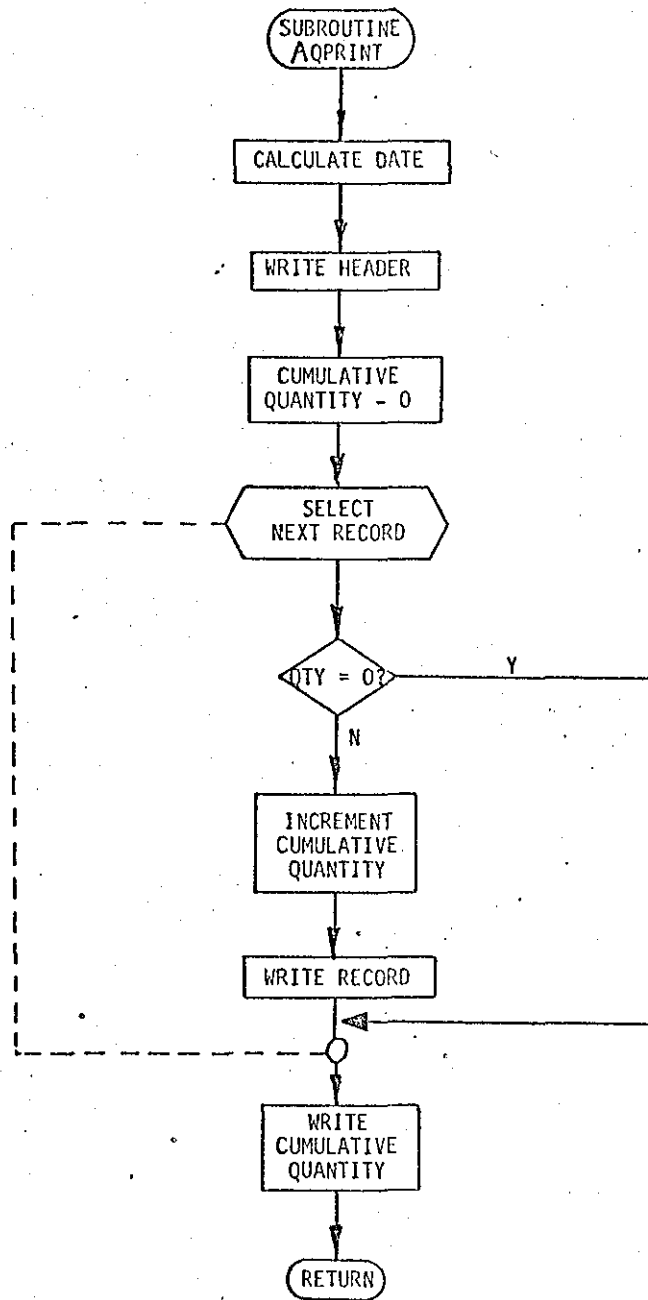 SUBROUTINE
AQPRINT
CALCULATE DATE
WRITE HEADER
CUMULATIVE
QUANTITY - 0
SELECT
NEXT RECORD
QTY = 0?
Y
N
INCREMENT
CUMULATIVE
QUANTITY
WRITE RECORD
WRITE
CUMULATIVE
QUANTITY
RETURN